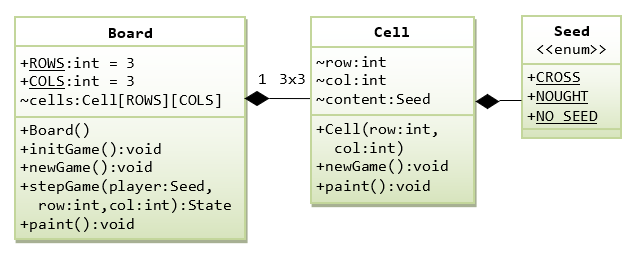 Board
+ROWS:int = 3
+COLS:int = 3
~cells:Cell[ROWS][COLS]
+Board()
+initGame():void
+newGame():void
+stepGame(player:Seed,
row:int,col:int):State
+paint():void
1 3x3
Cell
~row:int
~col:int
~content:Seed
+Cell(row:int,
col:int)
+newGame():void
+paint():void
Seed
<<enum>>
+CROSS
+NOUGHT
+NO_SEED